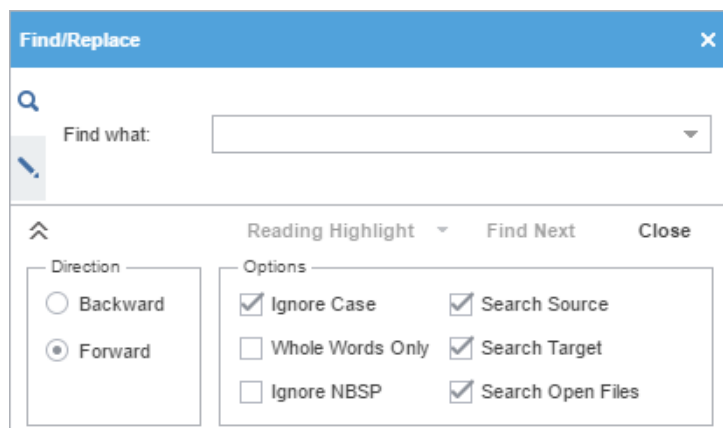 Find/Replace
Find what:
Reading Highlight Find Next Close
Direction Options
Backward Ignore Case Search Source
Forward Whole Words Only Search Target
Ignore NBSP Search Open Files